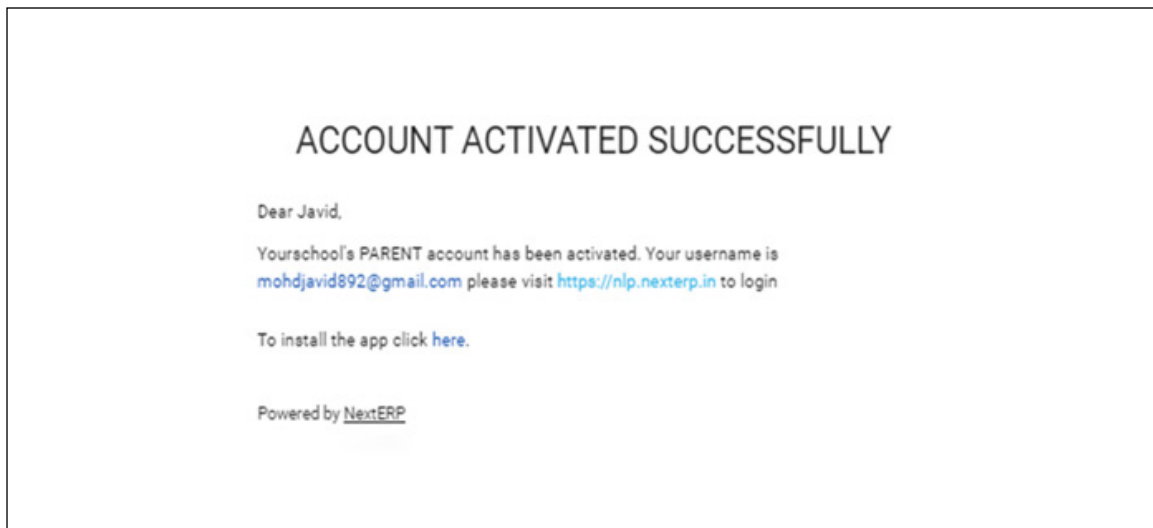 ACCOUNT ACTIVATED SUCCESSFULLY
Dear Javid,
Yourschool's PARENT account has been activated. Your username is
mohdjavid892@gmail.com please visit https://nlp.nexterp.in to login
To install the app click here.
Powered by NextERP